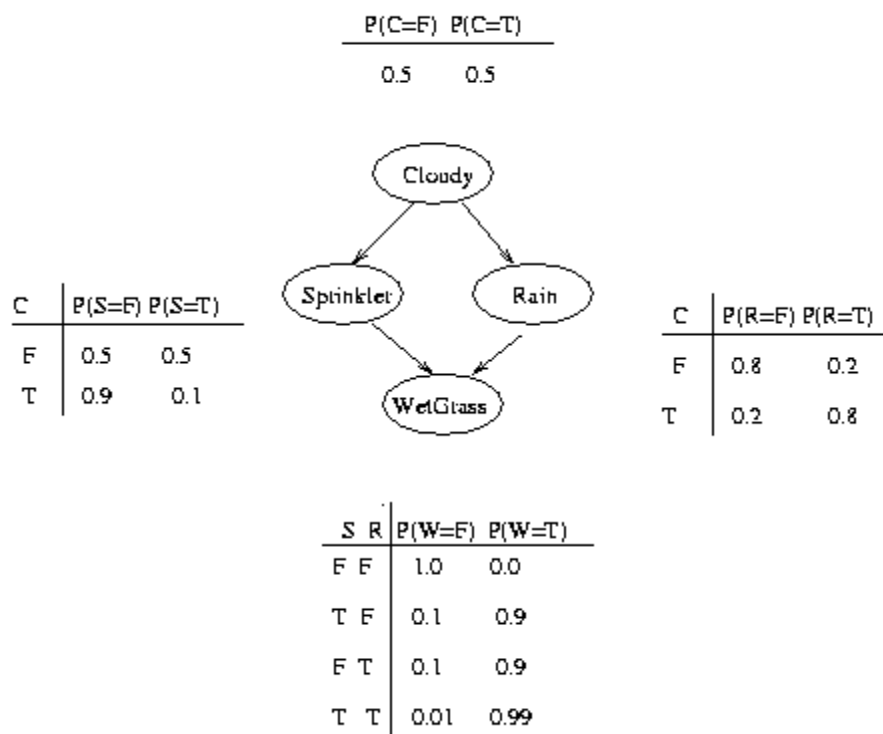 P(C=F) P(C=T)
0.5 0.5
Cloudy
Sprinkler Rain
C P(S=F) P(S=T)
F 0.5 0.5
T 0.9 0.1
C P(R=F) P(R=T)
F 0.8 0.2
T 0.2 0.8
WetGrass
S R P(W=F) P(W=T)
F F 1.0 0.0
T F 0.1 0.9
F T 0.1 0.9
T T 0.01 0.99